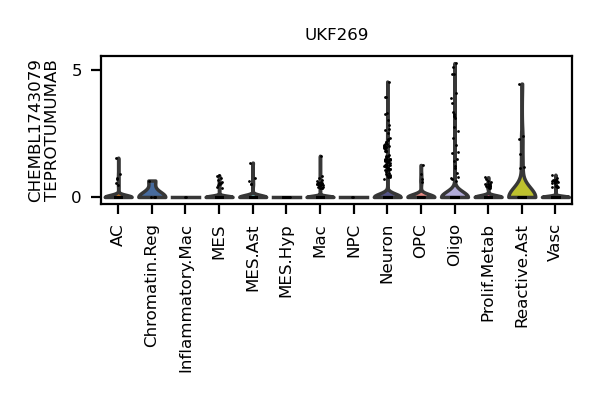 UKF269
CHEMBL1743079
TEPROTUMUMAB
5
0
AC
Chromatin.Reg
Inflammatory.Mac
MES
MES.Ast
MES.Hyp
Mac
NPC
Neuron
OPC
Oligo
Prolif.Metab
Reactive.Ast
Vasc